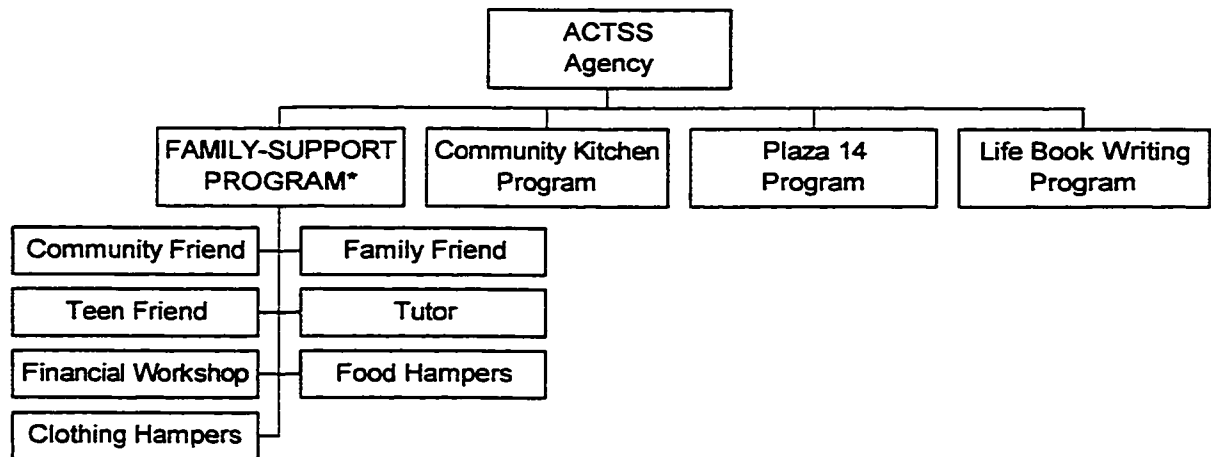 ACTSS
Agency
FAMILY-SUPPORT
PROGRAM*
Community Kitchen
Program
Plaza 14
Program
Life Book Writing
Program
Community Friend
Family Friend
Teen Friend
Tutor
Financial Workshop
Food Hampers
Clothing Hampers